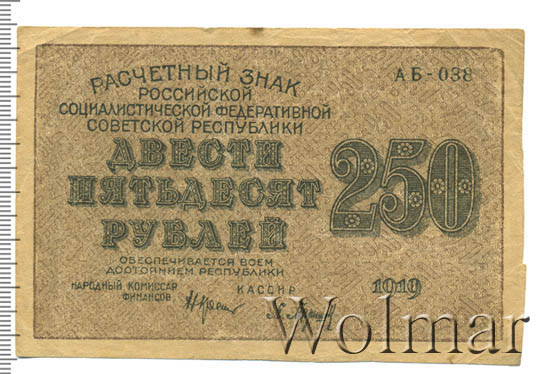 РАСЧЕТНЫЙ ЗНАК
РОССИЙСКОЙ
СОЦИАЛИСТИЧЕСКОЙ ФЕДЕРАТИВНОЙ
СОВЕТСКОЙ РЕСПУБЛИКИ
АБ-038
ДВЕСТИ
ПЯТЬДЕСЯТ
РУБЛЕЙ
250
ОБЕСПЕЧИВАЕТСЯ ВСЕМ
ДОСТОЯНИЕМ РЕСПУБЛИКИ
НАРОДНЫЙ КОМИССАР
ФИНАНСОВ
КАССИР
1919
Wolmar